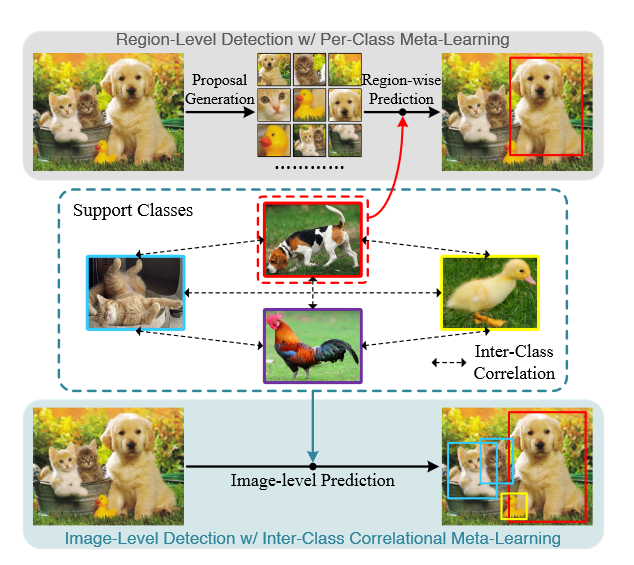 Region-Level Detection w/ Per-Class Meta-Learning
Proposal
Generation
Region-wise
Prediction
.............
Support Classes
Inter-Class
Correlation
Image-level Prediction
Image-Level Detection w/ Inter-Class Correlational Meta-Learning